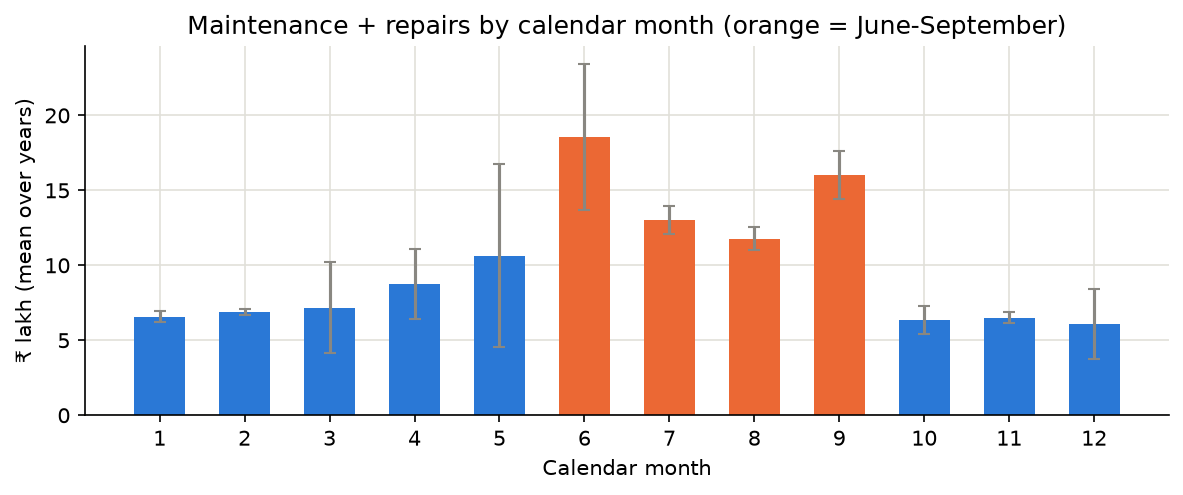 Maintenance + repairs by calendar month (orange = June-September)
₹ lakh (mean over years)
20
15
10
5
0
1 2 3 4 5 6 7 8 9 10 11 12
Calendar month